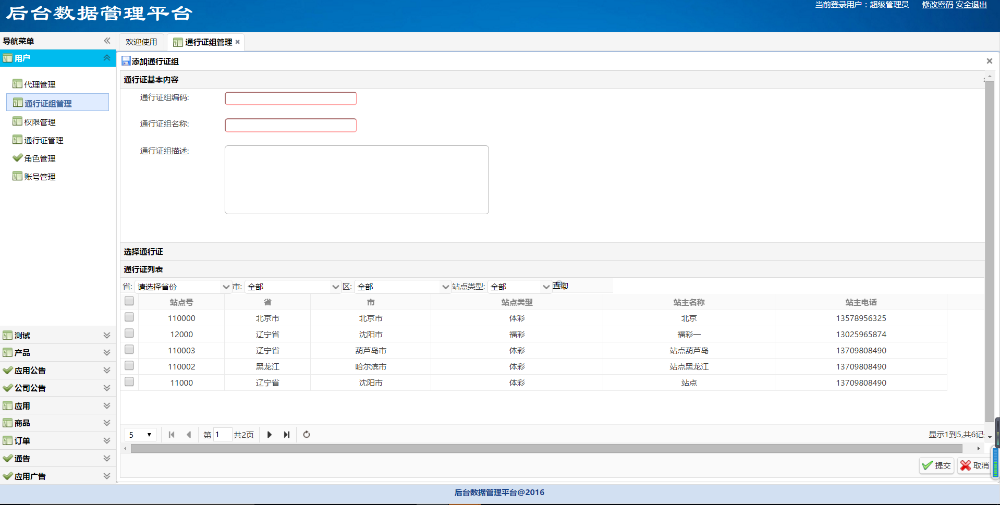 后台数据管理平台
当前登录用户：超级管理员 修改密码 安全退出
导航菜单
欢迎使用 通行证组管理
用户
代理管理
通行证组管理
权限管理
通行证管理
角色管理
账号管理
测试
产品
应用公告
公司公告
应用
商品
订单
通告
应用广告
添加通行证组
通行证基本内容
通行证组编码:
通行证组名称:
通行证组描述:
选择通行证
通行证列表
省: 请选择省份 市: 全部 区: 全部 站点类型: 全部 查询
站点号 省 市 站点类型 站主名称 站主电话
110000 北京市 北京市 体彩 北京 13578956325
12000 辽宁省 沈阳市 福彩 福彩一 13025965874
110003 辽宁省 葫芦岛市 体彩 站点葫芦岛 13709808490
110002 黑龙江 哈尔滨市 体彩 站点黑龙江 13709808490
11000 辽宁省 沈阳市 体彩 站点 13709808490
5 第 1 共2页 显示1到5,共6记
提交 取消
后台数据管理平台@2016